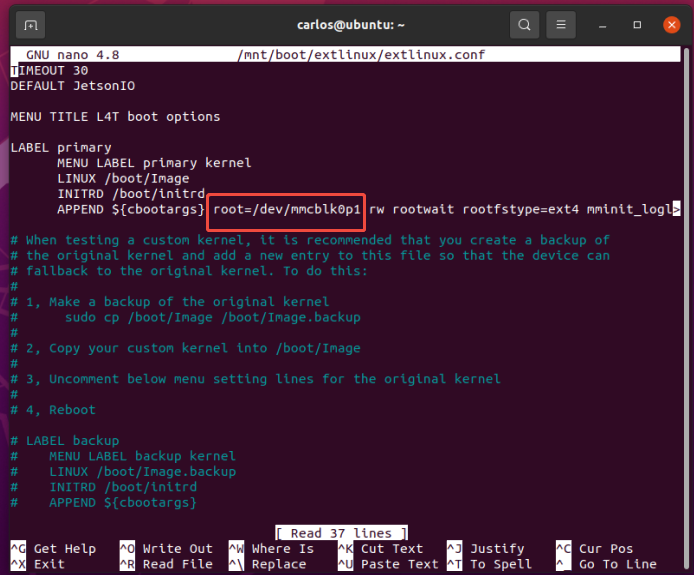 carlos@ubuntu: ~
GNU nano 4.8 /mnt/boot/extlinux/extlinux.conf
TIMEOUT 30
DEFAULT JetsonIO
MENU TITLE L4T boot options
LABEL primary
MENU LABEL primary kernel
LINUX /boot/Image
INITRD /boot/initrd
APPEND ${cbootargs} root=/dev/mmcblk0p1 rw rootwait rootfstype=ext4 mminit_logl>
# When testing a custom kernel, it is recommended that you create a backup of
# the original kernel and add a new entry to this file so that the device can
# fallback to the original kernel. To do this:
#
# 1, Make a backup of the original kernel
#      sudo cp /boot/Image /boot/Image.backup
#
# 2, Copy your custom kernel into /boot/Image
#
# 3, Uncomment below menu setting lines for the original kernel
#
# 4, Reboot
# LABEL backup
#    MENU LABEL backup kernel
#    LINUX /boot/Image.backup
#    INITRD /boot/initrd
#    APPEND ${cbootargs}
[ Read 37 lines ]
^G Get Help ^O Write Out ^W Where Is ^K Cut Text ^J Justify ^C Cur Pos
^X Exit ^R Read File ^\ Replace ^U Paste Text ^T To Spell ^_ Go To Line